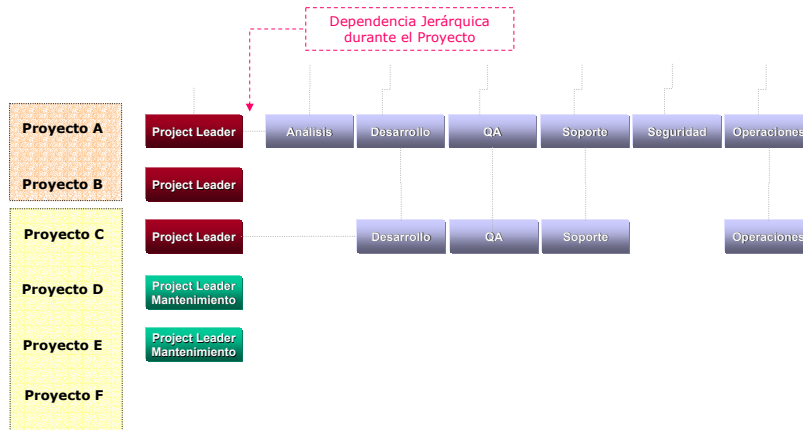 Dependencia Jerárquica
durante el Proyecto
Proyecto A
Project Leader
Análisis
Desarrollo
QA
Soporte
Seguridad
Operaciones
Proyecto B
Project Leader
Proyecto C
Project Leader
Desarrollo
QA
Soporte
Operaciones
Proyecto D
Project Leader
Mantenimiento
Proyecto E
Project Leader
Mantenimiento
Proyecto F